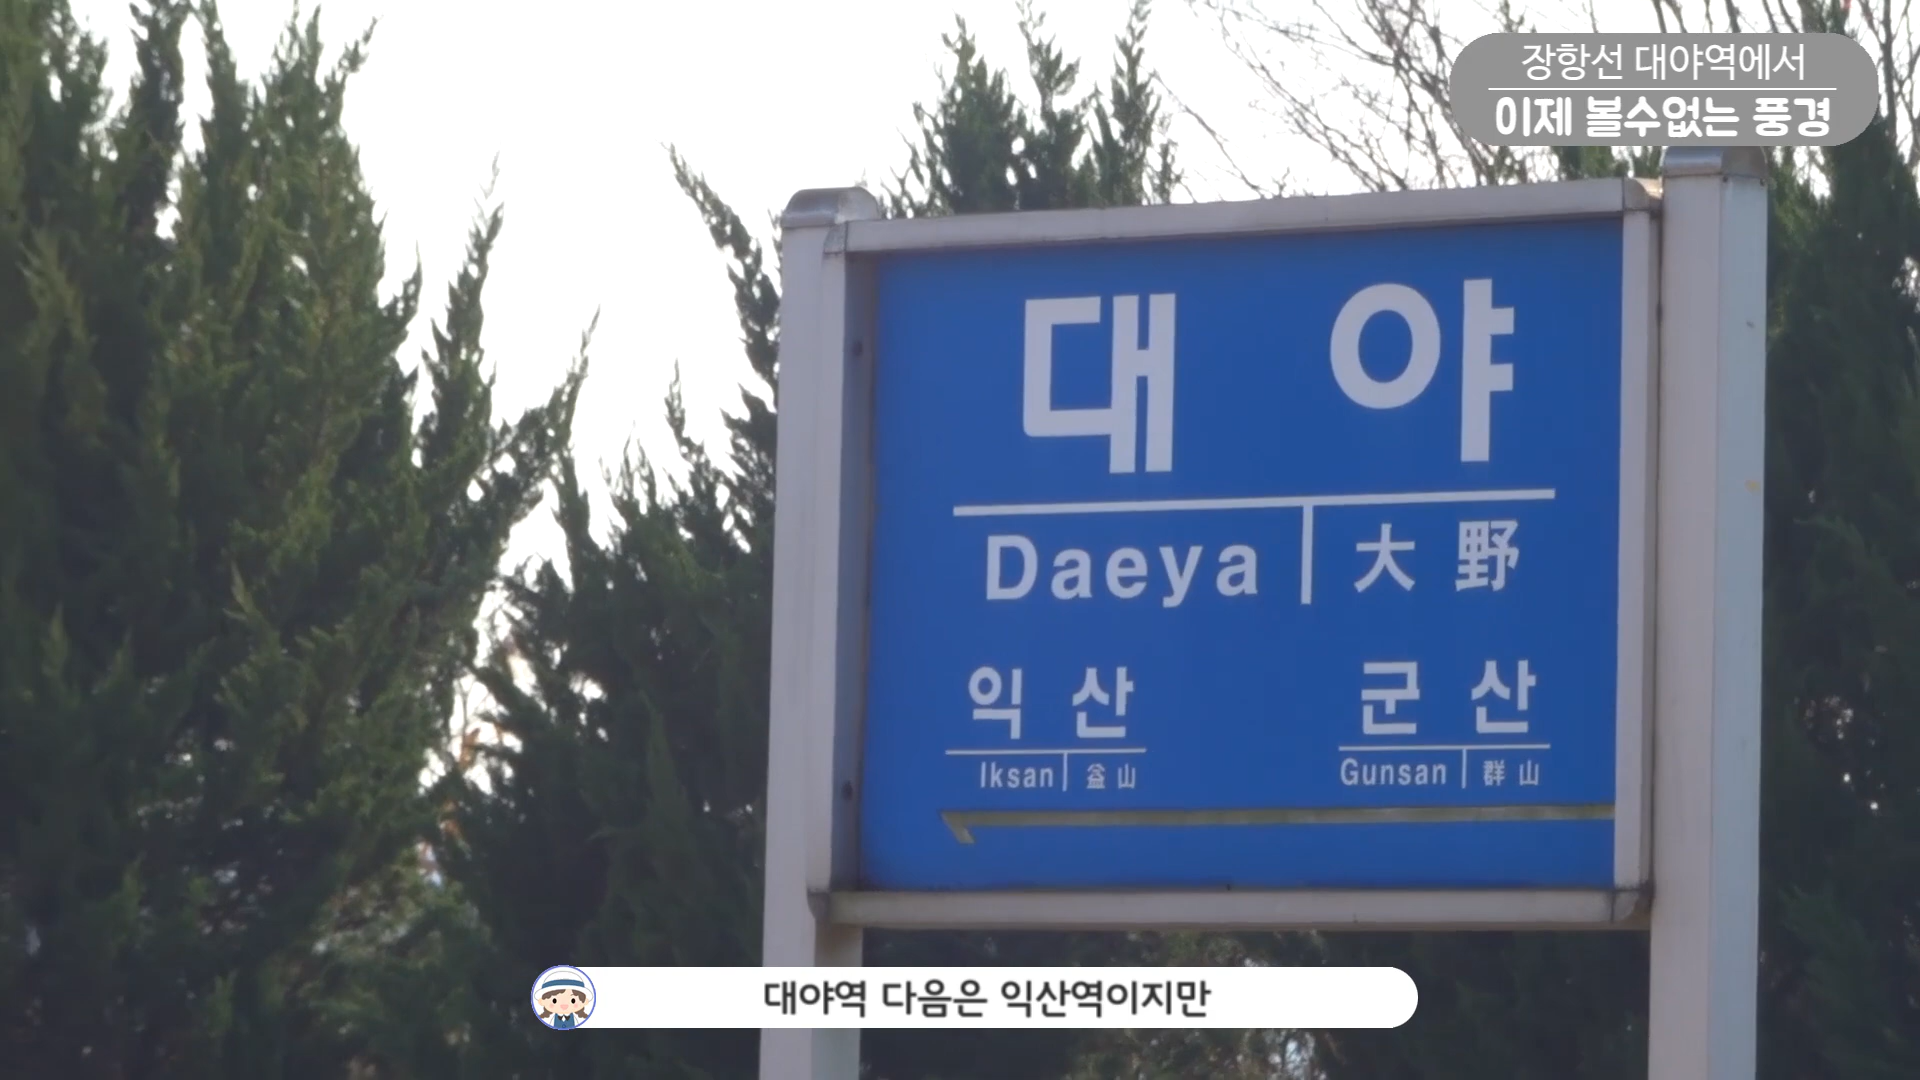 장항선 대야역에서
이제 볼수없는 풍경
대 야
Daeya 大 野
익 산 군 산
Iksan 益 山 Gunsan 群 山
대야역 다음은 익산역이지만